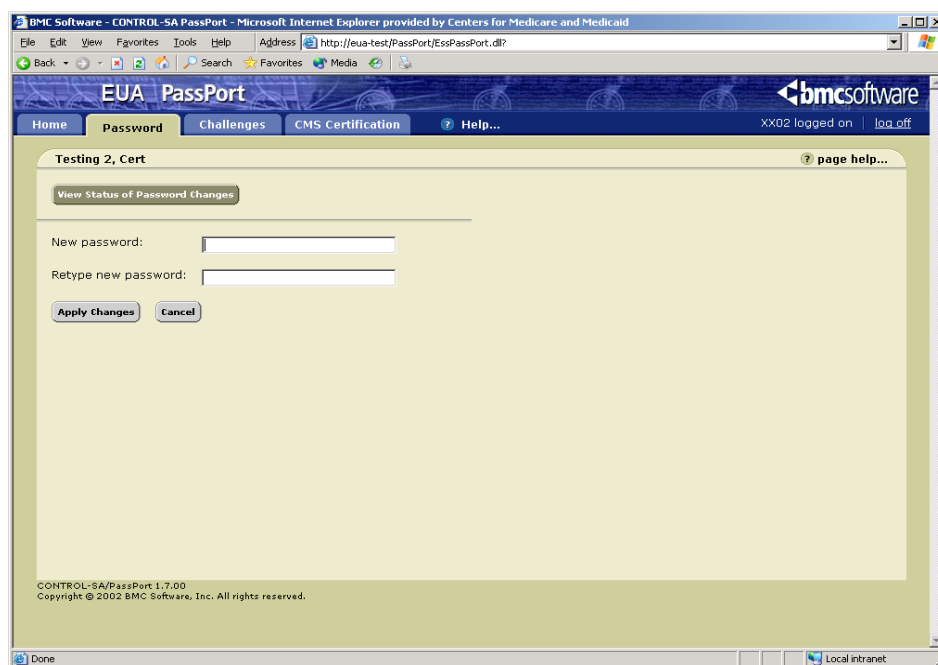 BMC Software - CONTROL-SA PassPort - Microsoft Internet Explorer provided by Centers for Medicare and Medicaid
File Edit View Favorites Tools Help Address http://eua-test/PassPort/EssPassPort.dll?
Back Search Favorites Media
EUA PassPort bmcsoftware
Home Password Challenges CMS Certification ? Help... XX02 logged on | log off
Testing 2, Cert ? page help...
View Status of Password Changes
New password:
Retype new password:
Apply Changes Cancel
CONTROL-SA/PassPort 1.7.00
Copyright © 2002 BMC Software, Inc. All rights reserved.
Done Local intranet